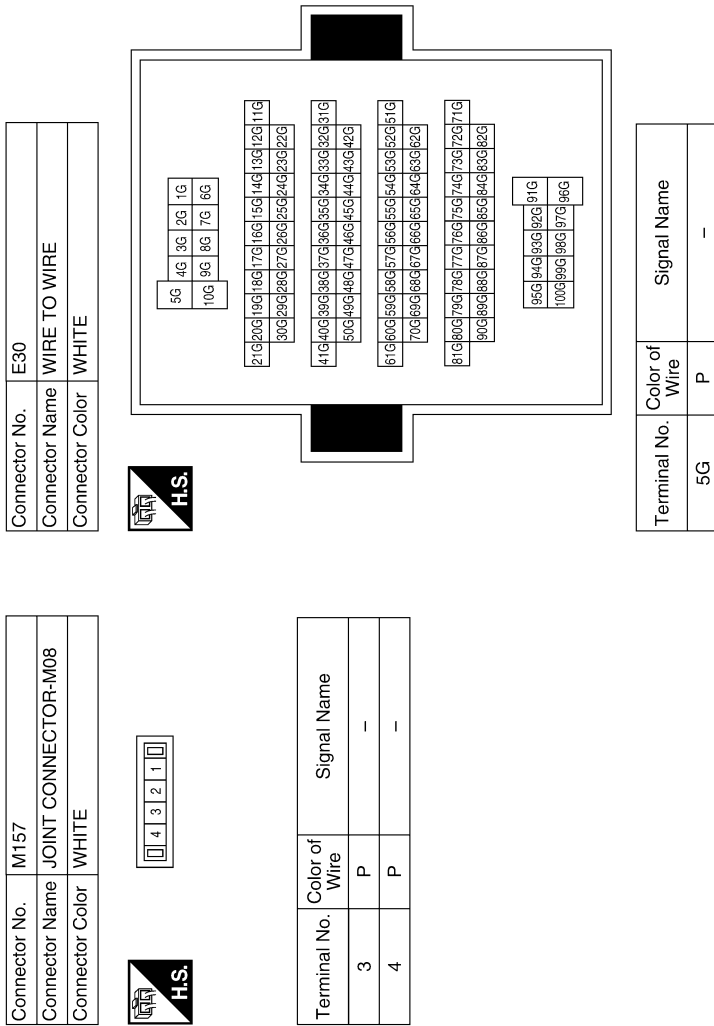 Connector No. M157
Connector Name JOINT CONNECTOR-M08
Connector Color WHITE
H.S.
4 3 2 1
Terminal No. Color of Wire Signal Name
3 P –
4 P –
Connector No. E30
Connector Name WIRE TO WIRE
Connector Color WHITE
H.S.
5G 4G 3G 2G 1G
10G 9G 8G 7G 6G
21G 20G 19G 18G 17G 16G 15G 14G 13G 12G 11G
30G 29G 28G 27G 26G 25G 24G 23G 22G
41G 40G 39G 38G 37G 36G 35G 34G 33G 32G 31G
50G 49G 48G 47G 46G 45G 44G 43G 42G
61G 60G 59G 58G 57G 56G 55G 54G 53G 52G 51G
70G 69G 68G 67G 66G 65G 64G 63G 62G
81G 80G 79G 78G 77G 76G 75G 74G 73G 72G 71G
90G 89G 88G 87G 86G 85G 84G 83G 82G
95G 94G 93G 92G 91G
100G 99G 98G 97G 96G
Terminal No. Color of Wire Signal Name
5G P –